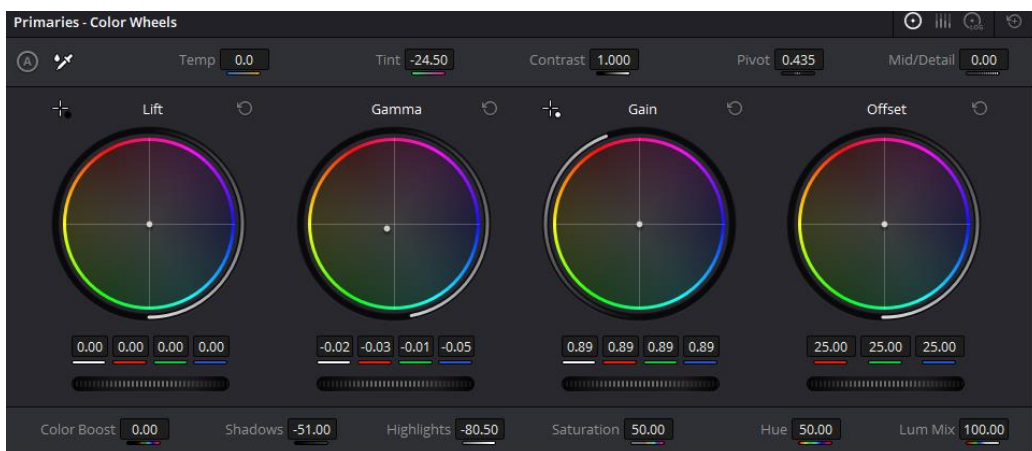 Primaries - Color Wheels
A Temp 0.0 Tint -24.50 Contrast 1.000 Pivot 0.435 Mid/Detail 0.00
Lift Gamma Gain Offset
0.00 0.00 0.00 0.00 -0.02 -0.03 -0.01 -0.05 0.89 0.89 0.89 0.89 25.00 25.00 25.00
Color Boost 0.00 Shadows -51.00 Highlights -80.50 Saturation 50.00 Hue 50.00 Lum Mix 100.00